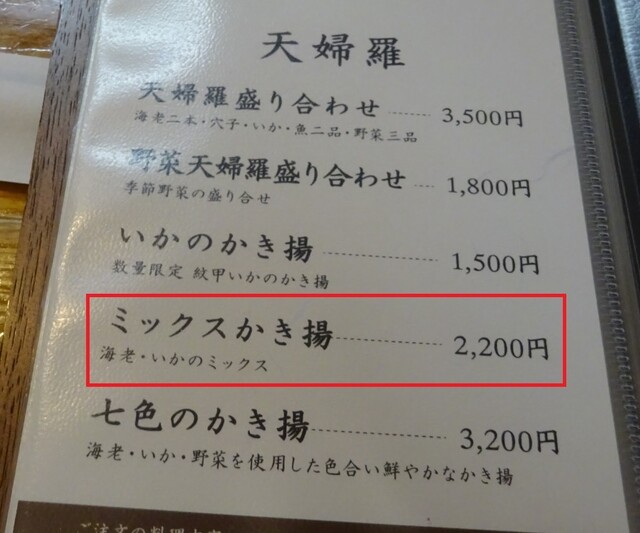 天婦羅
天婦羅盛り合わせ 3,500円
海老二本・穴子・いか・魚二品・野菜三品
野菜天婦羅盛り合わせ 1,800円
季節野菜の盛り合せ
いかのかき揚 1,500円
数量限定 紋甲いかのかき揚
ミックスかき揚 2,200円
海老・いかのミックス
七色のかき揚 3,200円
海老・いか・野菜を使用した色合い鮮やかなかき揚